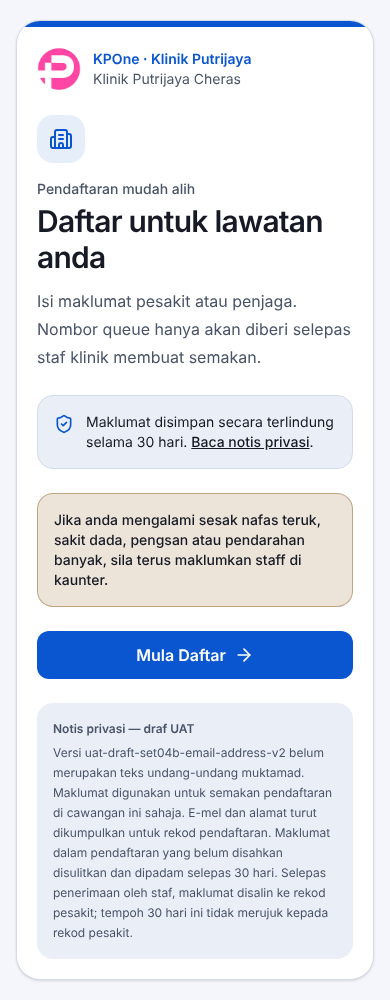 KPOne · Klinik Putrijaya
Klinik Putrijaya Cheras
Pendaftaran mudah alih
Daftar untuk lawatan
anda
Isi maklumat pesakit atau penjaga.
Nombor queue hanya akan diberi selepas
staf klinik membuat semakan.
Maklumat disimpan secara terlindung
selama 30 hari. Baca notis privasi.
Jika anda mengalami sesak nafas teruk,
sakit dada, pengsan atau pendarahan
banyak, sila terus maklumkan staff di
kaunter.
Mula Daftar →
Notis privasi — draf UAT
Versi uat-draft-set04b-email-address-v2 belum
merupakan teks undang-undang muktamad.
Maklumat digunakan untuk semakan pendaftaran
di cawangan ini sahaja. E-mel dan alamat turut
dikumpulkan untuk rekod pendaftaran. Maklumat
dalam pendaftaran yang belum disahkan
disulitkan dan dipadam selepas 30 hari. Selepas
penerimaan oleh staf, maklumat disalin ke rekod
pesakit; tempoh 30 hari ini tidak merujuk kepada
rekod pesakit.